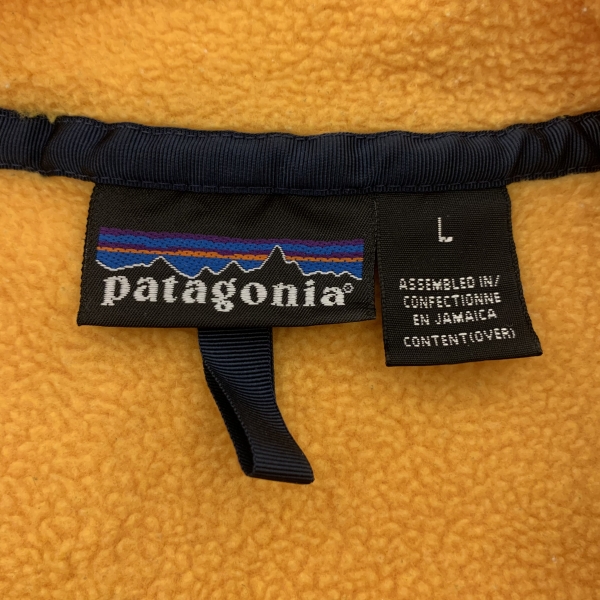 patagonia®
L
ASSEMBLED IN/
CONFECTIONNE
EN JAMAICA
CONTENT(OVER)